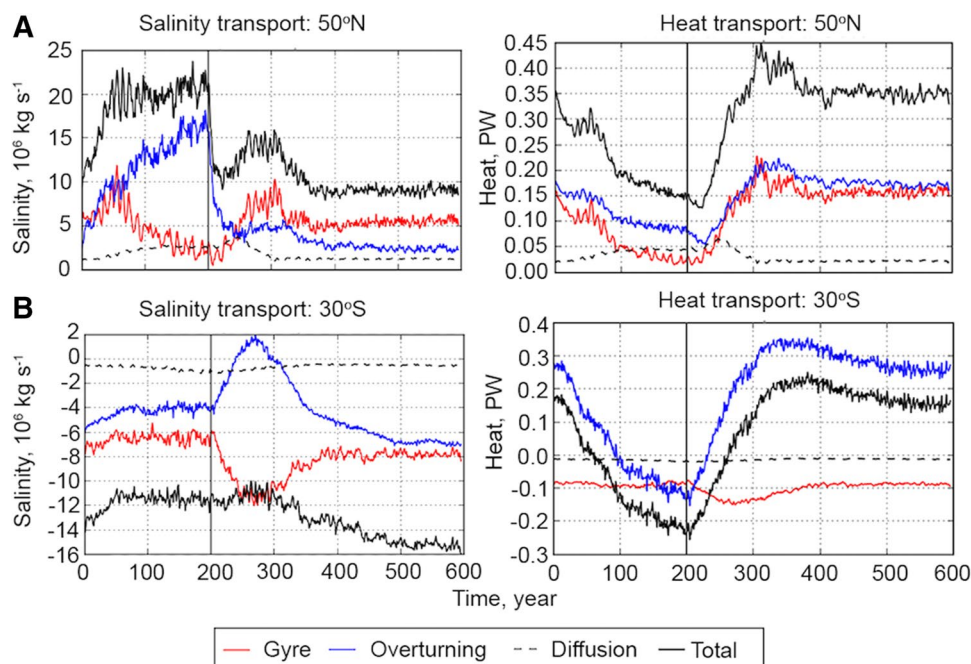 A
Salinity transport: 50°N
Salinity, 10⁶ kg s⁻¹
25
20
15
10
5
0
Heat transport: 50°N
Heat, PW
0.45
0.40
0.35
0.30
0.25
0.20
0.15
0.10
0.05
0.00
B
Salinity transport: 30°S
Salinity, 10⁶ kg s⁻¹
2
0
-2
-4
-6
-8
-10
-12
-14
-16
0 100 200 300 400 500 600
Heat transport: 30°S
Heat, PW
0.4
0.3
0.2
0.1
0.0
-0.1
-0.2
-0.3
0 100 200 300 400 500 600
Time, year
Gyre Overturning Diffusion Total